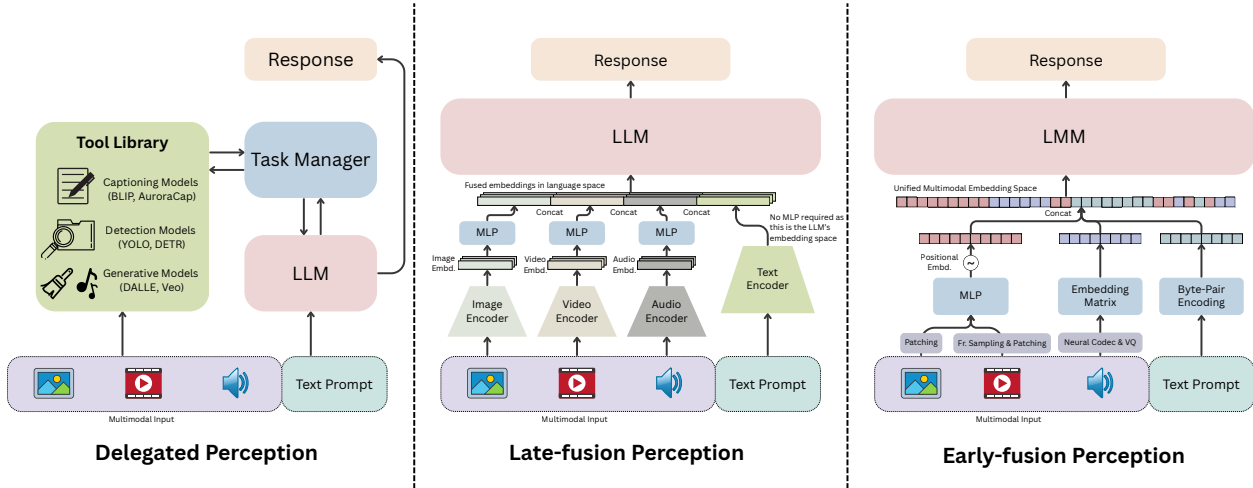 Response
Tool Library
Captioning Models
(BLIP, AuroraCap)
Detection Models
(YOLO, DETR)
Generative Models
(DALLE, Veo)
Task Manager
LLM
Text Prompt
Multimodal Input
Delegated Perception
Response
LLM
Fused embeddings in language space
Concat
Concat
Concat
No MLP required as
this is the LLM's
embedding space
MLP
MLP
MLP
Image
Embd.
Video
Embd.
Audio
Embd.
Image
Encoder
Video
Encoder
Audio
Encoder
Text
Encoder
Text Prompt
Multimodal Input
Late-fusion Perception
Response
LMM
Unified Multimodal Embedding Space
Concat
Positional
Embd.
~
MLP
Embedding
Matrix
Byte-Pair
Encoding
Patching
Fr. Sampling & Patching
Neural Codec & VQ
Text Prompt
Multimodal Input
Early-fusion Perception